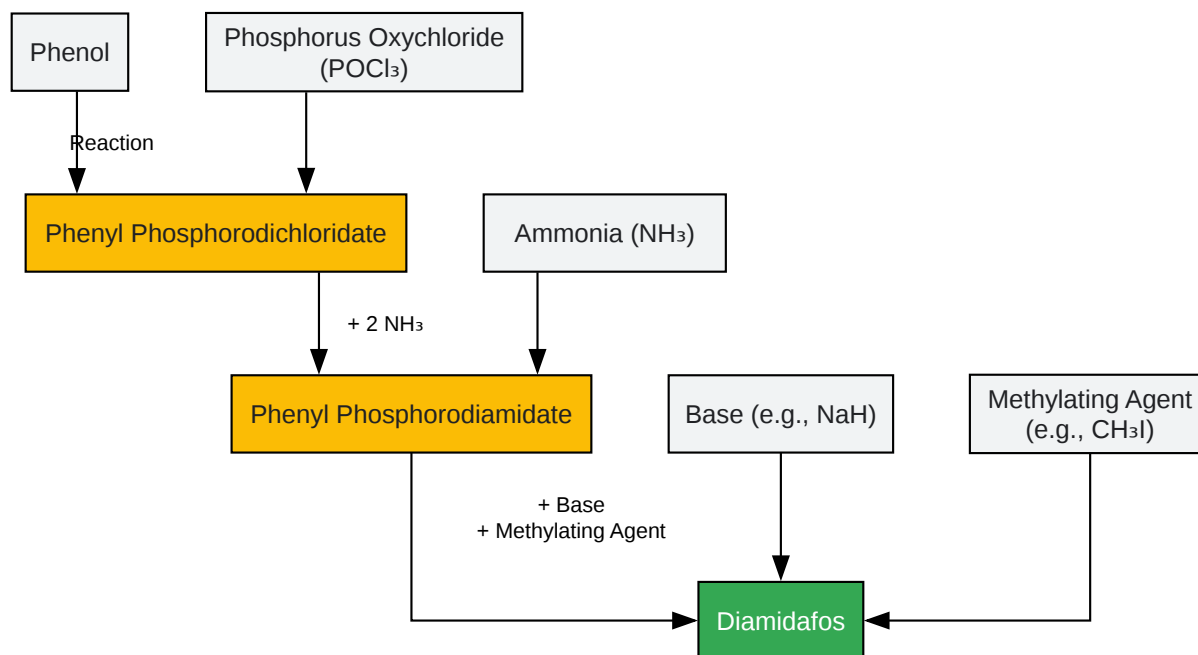 Phenol
Phosphorus Oxychloride
(POCl₃)
Reaction
Phenyl Phosphorodichloridate
Ammonia (NH₃)
+ 2 NH₃
Phenyl Phosphorodiamidate
Base (e.g., NaH)
Methylating Agent
(e.g., CH₃I)
+ Base
+ Methylating Agent
Diamidafos